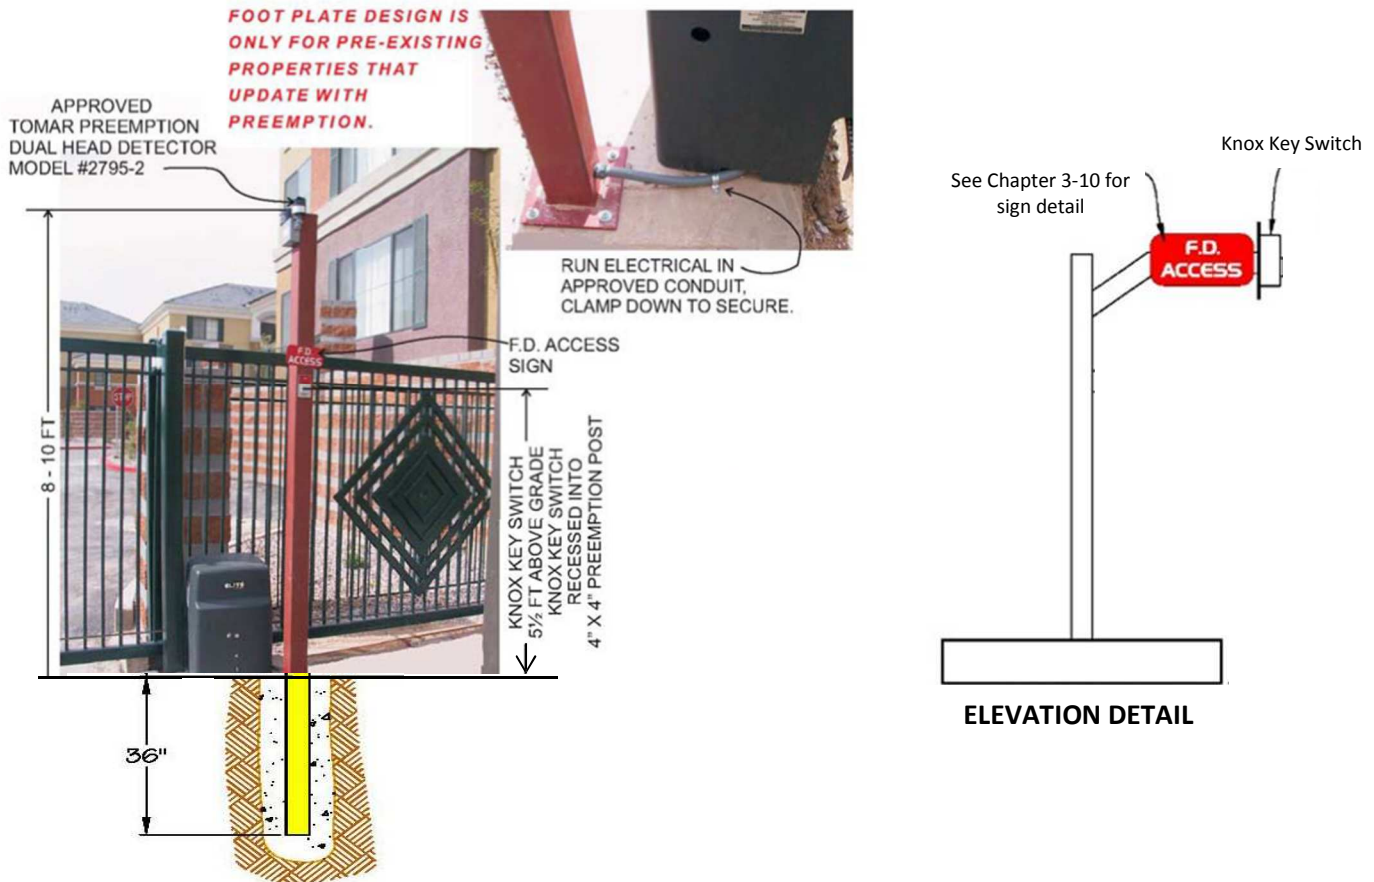 FOOT PLATE DESIGN IS
ONLY FOR PRE-EXISTING
PROPERTIES THAT
UPDATE WITH
PREEMPTION.
APPROVED
TOMAR PREEMPTION
DUAL HEAD DETECTOR
MODEL #2795-2
RUN ELECTRICAL IN
APPROVED CONDUIT,
CLAMP DOWN TO SECURE.
F.D. ACCESS
SIGN
F.D.
ACCESS
STOP
ELITE
8 - 10 FT
KNOX KEY SWITCH
5½ FT ABOVE GRADE
KNOX KEY SWITCH
RECESSED INTO
4" X 4" PREEMPTION POST
36"
Knox Key Switch
See Chapter 3-10 for
sign detail
F.D.
ACCESS
ELEVATION DETAIL